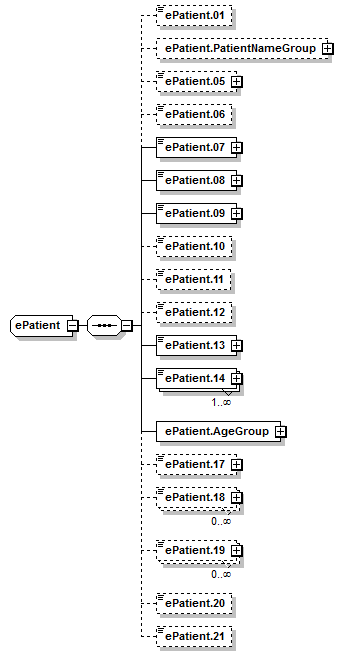 ePatient.01
ePatient.PatientNameGroup
ePatient.05
ePatient.06
ePatient.07
ePatient.08
ePatient.09
ePatient.10
ePatient.11
ePatient.12
ePatient
ePatient.13
ePatient.14
1..∞
ePatient.AgeGroup
ePatient.17
ePatient.18
0..∞
ePatient.19
0..∞
ePatient.20
ePatient.21